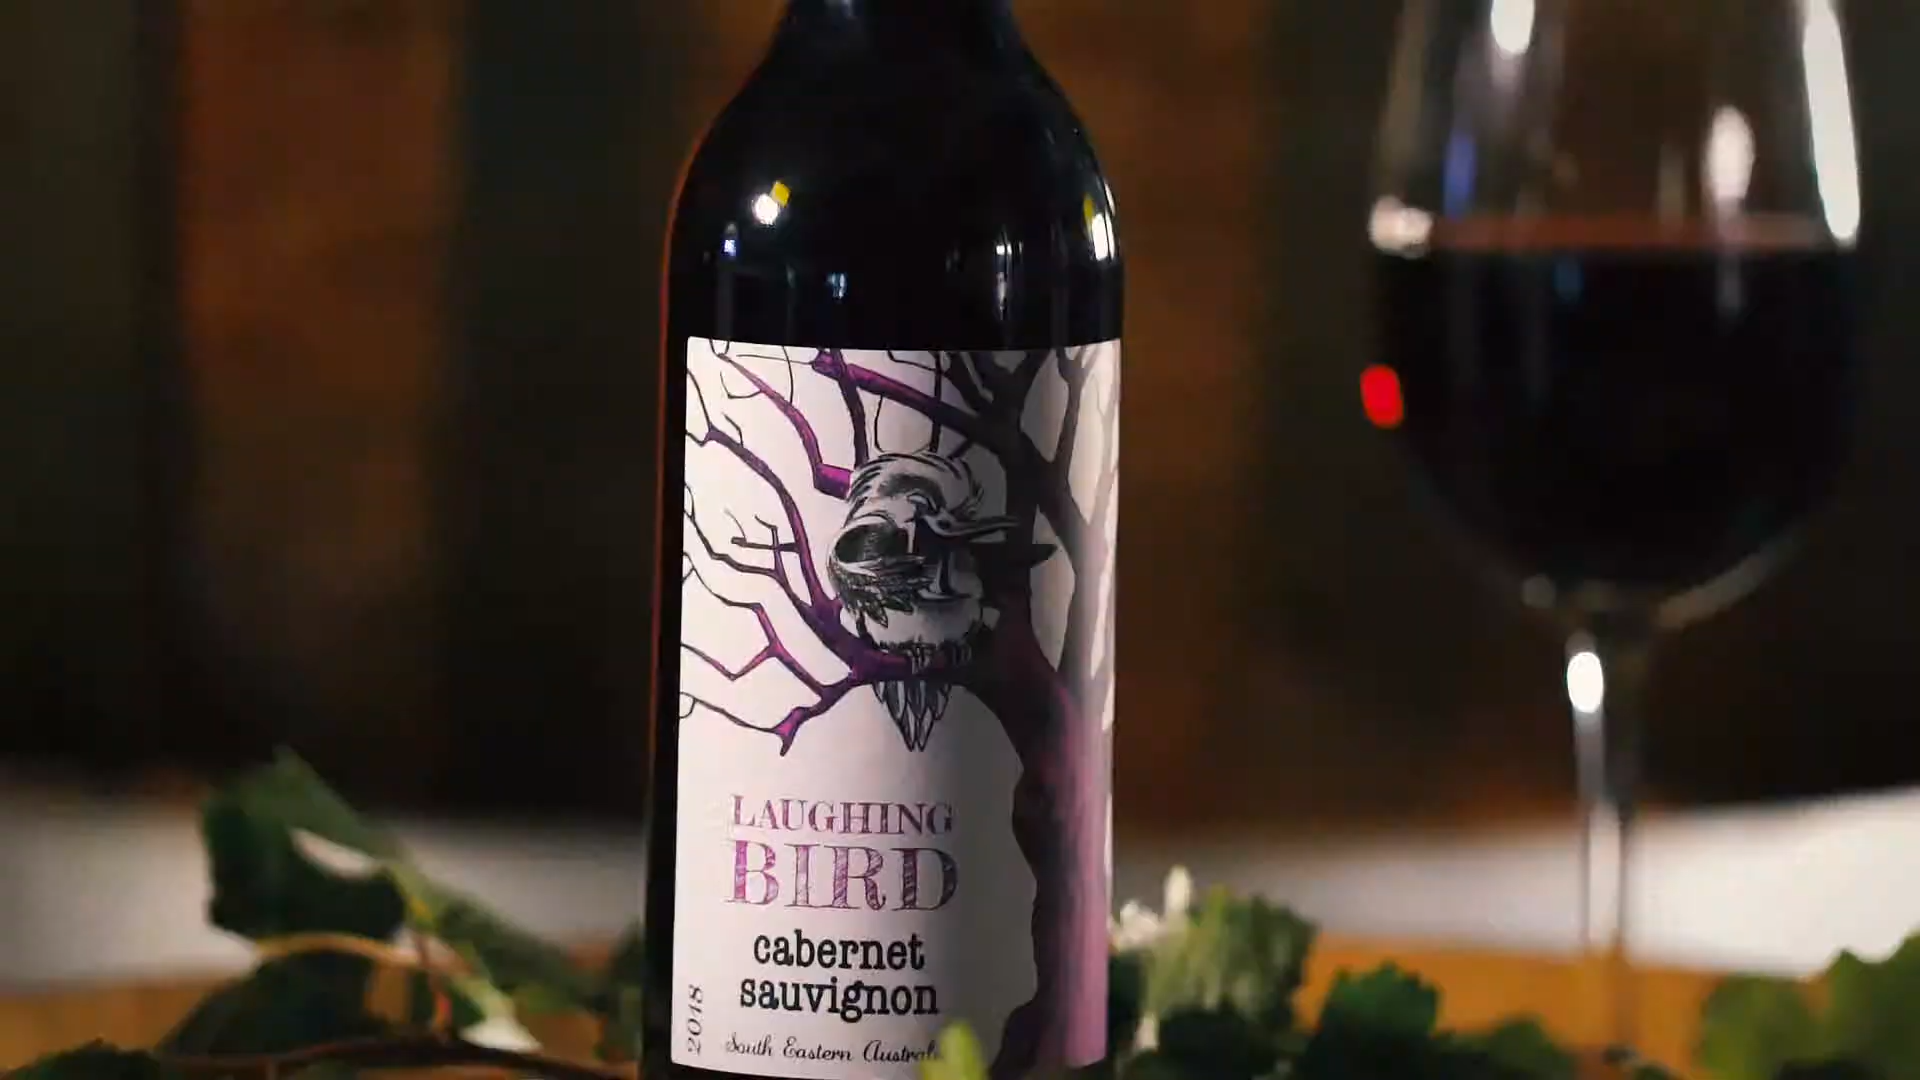 LAUGHING
BIRD
cabernet
sauvignon
2018
South Eastern